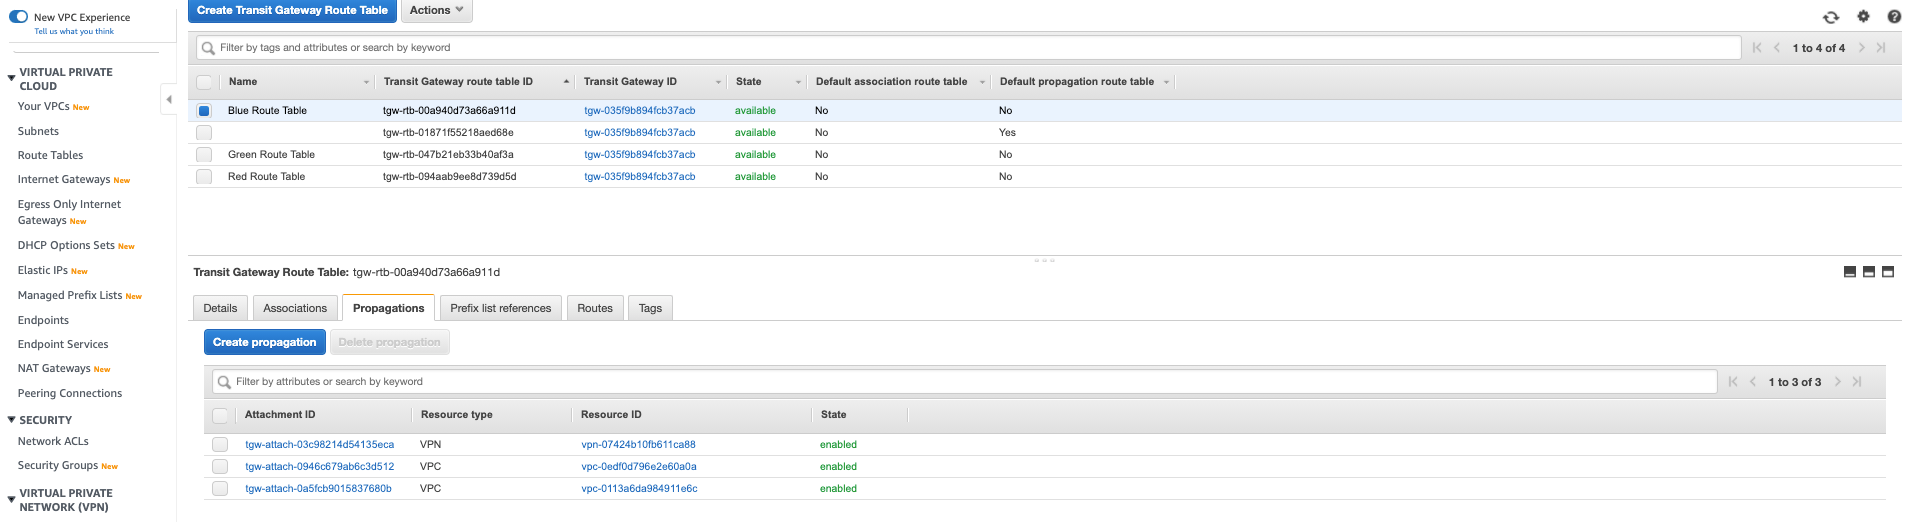 New VPC Experience
Tell us what you think
VIRTUAL PRIVATE
CLOUD
Your VPCs New
Subnets
Route Tables
Internet Gateways New
Egress Only Internet
Gateways New
DHCP Options Sets New
Elastic IPs New
Managed Prefix Lists New
Endpoints
Endpoint Services
NAT Gateways New
Peering Connections
SECURITY
Network ACLs
Security Groups New
VIRTUAL PRIVATE
NETWORK (VPN)
Create Transit Gateway Route Table Actions
Filter by tags and attributes or search by keyword 1 to 4 of 4
Name Transit Gateway route table ID Transit Gateway ID State Default association route table Default propagation route table
Blue Route Table tgw-rtb-00a940d73a66a911d tgw-035f9b894fcb37acb available No No
tgw-rtb-01871f55218aed68e tgw-035f9b894fcb37acb available No Yes
Green Route Table tgw-rtb-047b21eb33b40af3a tgw-035f9b894fcb37acb available No No
Red Route Table tgw-rtb-094aab9ee8d739d5d tgw-035f9b894fcb37acb available No No
Transit Gateway Route Table: tgw-rtb-00a940d73a66a911d
Details Associations Propagations Prefix list references Routes Tags
Create propagation Delete propagation
Filter by attributes or search by keyword 1 to 3 of 3
Attachment ID Resource type Resource ID State
tgw-attach-03c98214d54135eca VPN vpn-07424b10fb611ca88 enabled
tgw-attach-0946c679ab6c3d512 VPC vpc-0edf0d796e2e60a0a enabled
tgw-attach-0a5fcb9015837680b VPC vpc-0113a6da984911e6c enabled